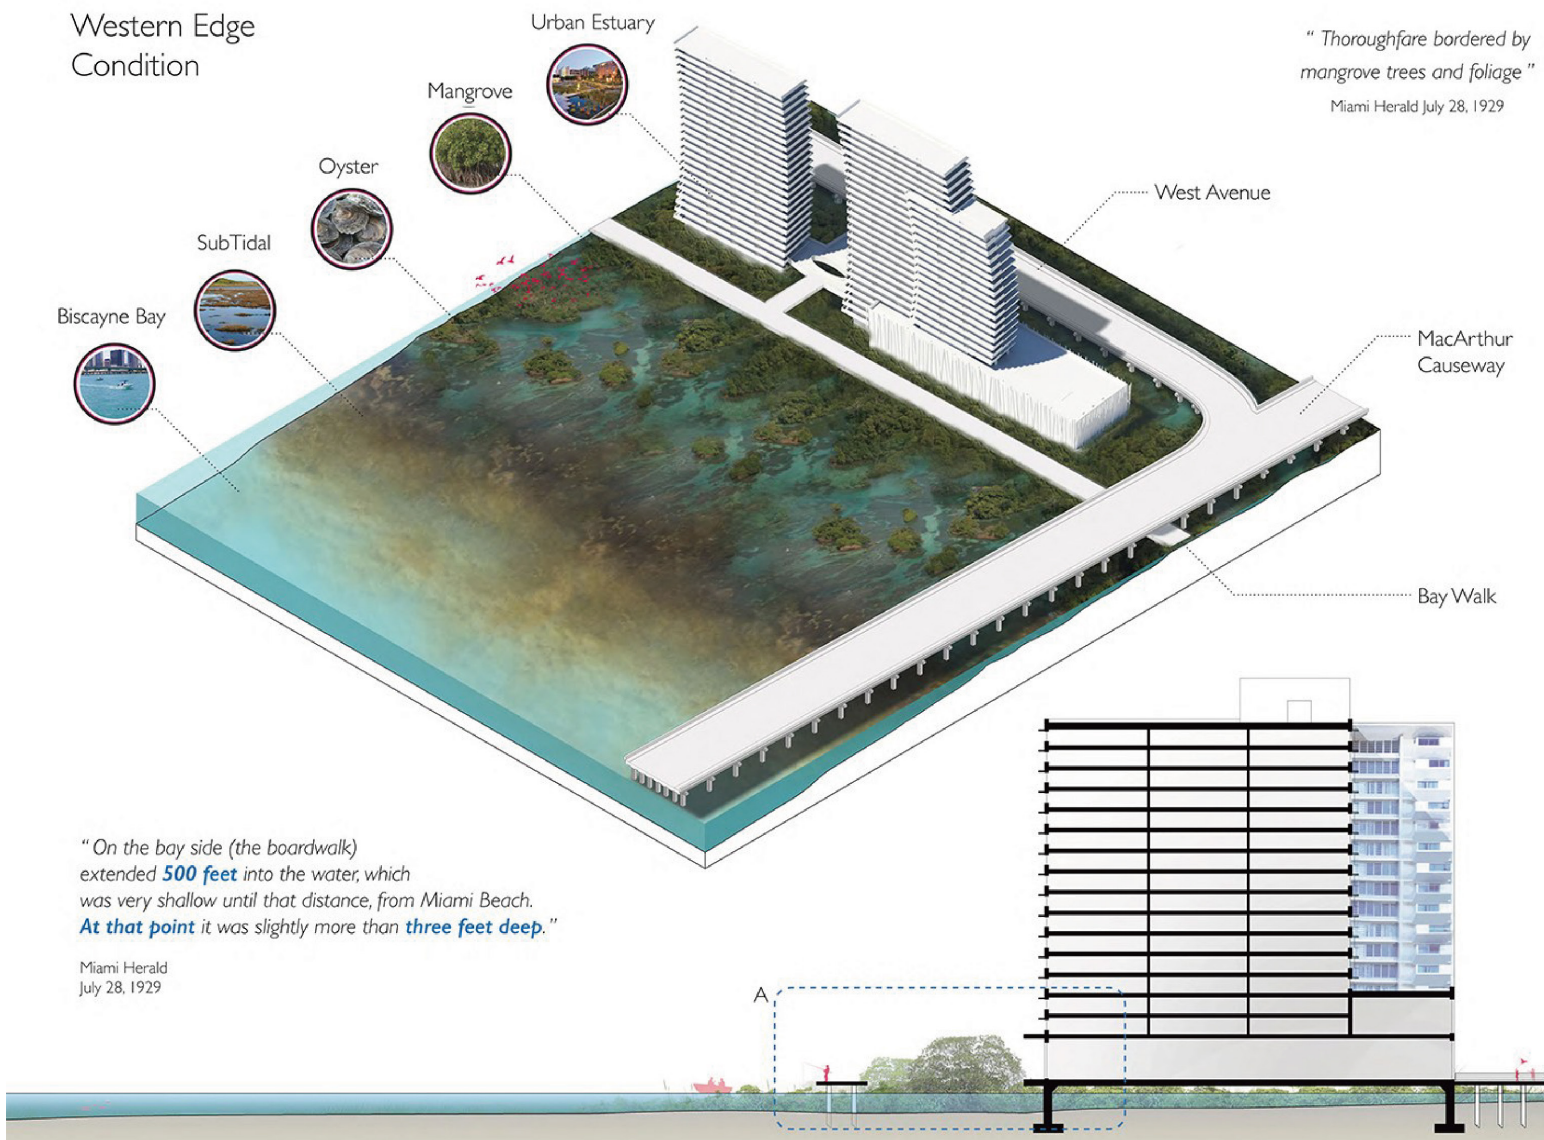 Western Edge
Condition
Urban Estuary
Mangrove
Oyster
SubTidal
Biscayne Bay
“ Thoroughfare bordered by
mangrove trees and foliage ”
Miami Herald July 28, 1929
West Avenue
MacArthur
Causeway
Bay Walk
“ On the bay side (the boardwalk)
extended 500 feet into the water, which
was very shallow until that distance, from Miami Beach.
At that point it was slightly more than three feet deep. ”
Miami Herald
July 28, 1929
A